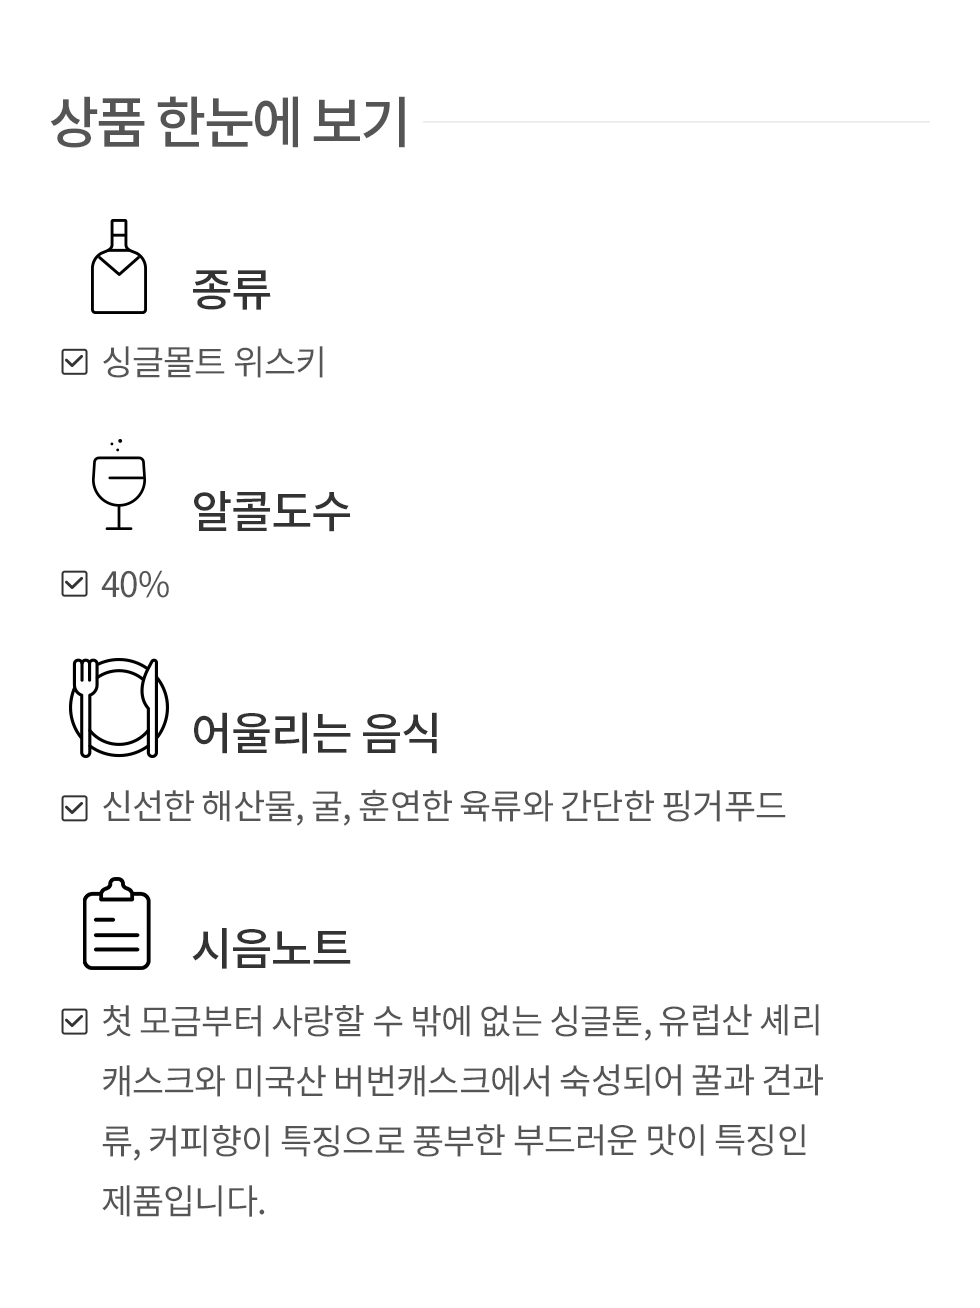 상품 한눈에 보기
종류
싱글몰트 위스키
알콜도수
40%
어울리는 음식
신선한 해산물, 굴, 훈연한 육류와 간단한 핑거푸드
시음노트
첫 모금부터 사랑할 수 밖에 없는 싱글톤, 유럽산 셰리
캐스크와 미국산 버번캐스크에서 숙성되어 꿀과 견과
류, 커피향이 특징으로 풍부한 부드러운 맛이 특징인
제품입니다.